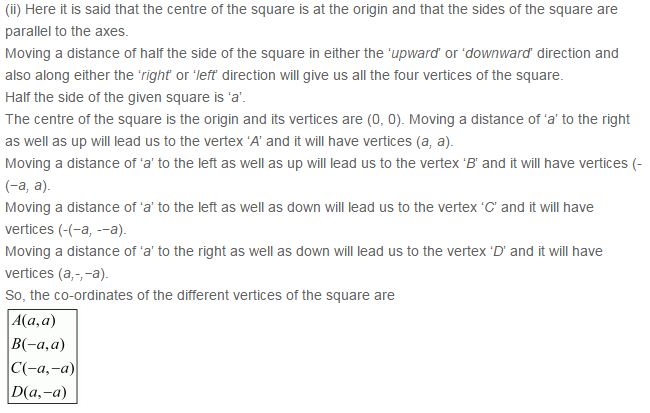 (ii) Here it is said that the centre of the square is at the origin and that the sides of the square are
parallel to the axes.
Moving a distance of half the side of the square in either the ‘upward’ or ‘downward’ direction and
also along either the ‘right’ or ‘left’ direction will give us all the four vertices of the square.
Half the side of the given square is ‘a’.
The centre of the square is the origin and its vertices are (0, 0). Moving a distance of ‘a’ to the right
as well as up will lead us to the vertex ‘A’ and it will have vertices (a, a).
Moving a distance of ‘a’ to the left as well as up will lead us to the vertex ‘B’ and it will have vertices (-
(−a, a).
Moving a distance of ‘a’ to the left as well as down will lead us to the vertex ‘C’ and it will have
vertices (-(−a, -−a).
Moving a distance of ‘a’ to the right as well as down will lead us to the vertex ‘D’ and it will have
vertices (a,-,−a).
So, the co-ordinates of the different vertices of the square are
A(a,a)
B(−a,a)
C(−a,−a)
D(a,−a)